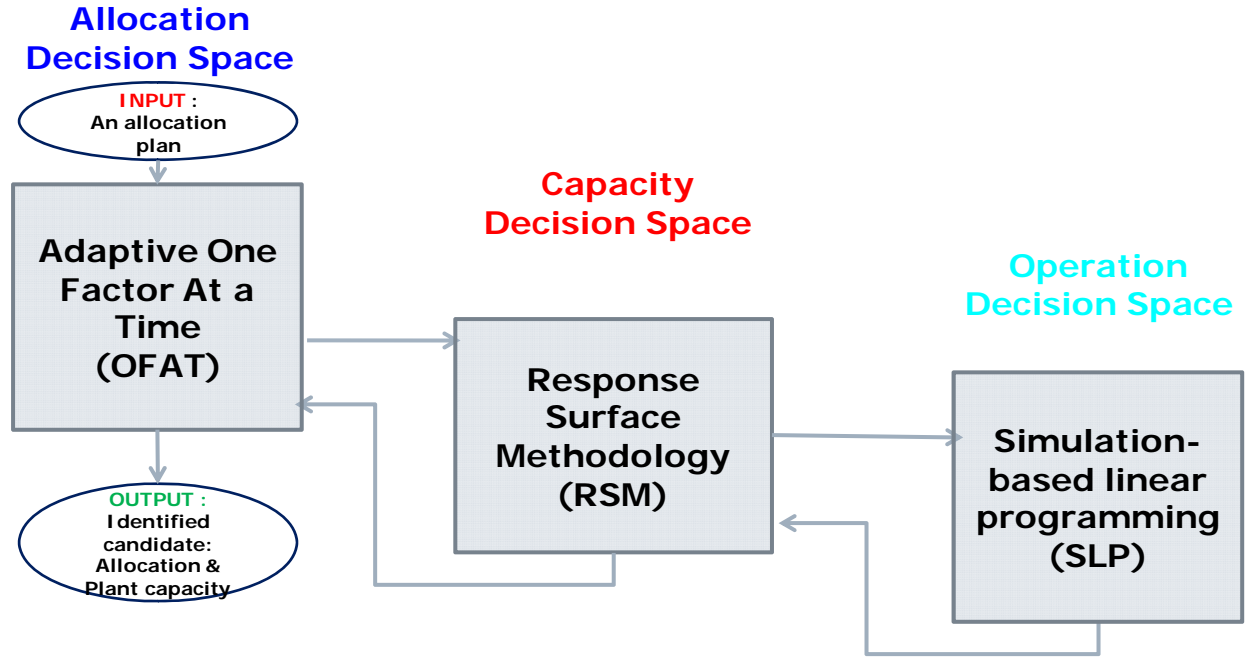 Allocation
Decision Space
INPUT :
An allocation
plan
Adaptive One
Factor At a
Time
(OFAT)
OUTPUT :
Identified
candidate:
Allocation &
Plant capacity
Capacity
Decision Space
Response
Surface
Methodology
(RSM)
Operation
Decision Space
Simulation-
based linear
programming
(SLP)